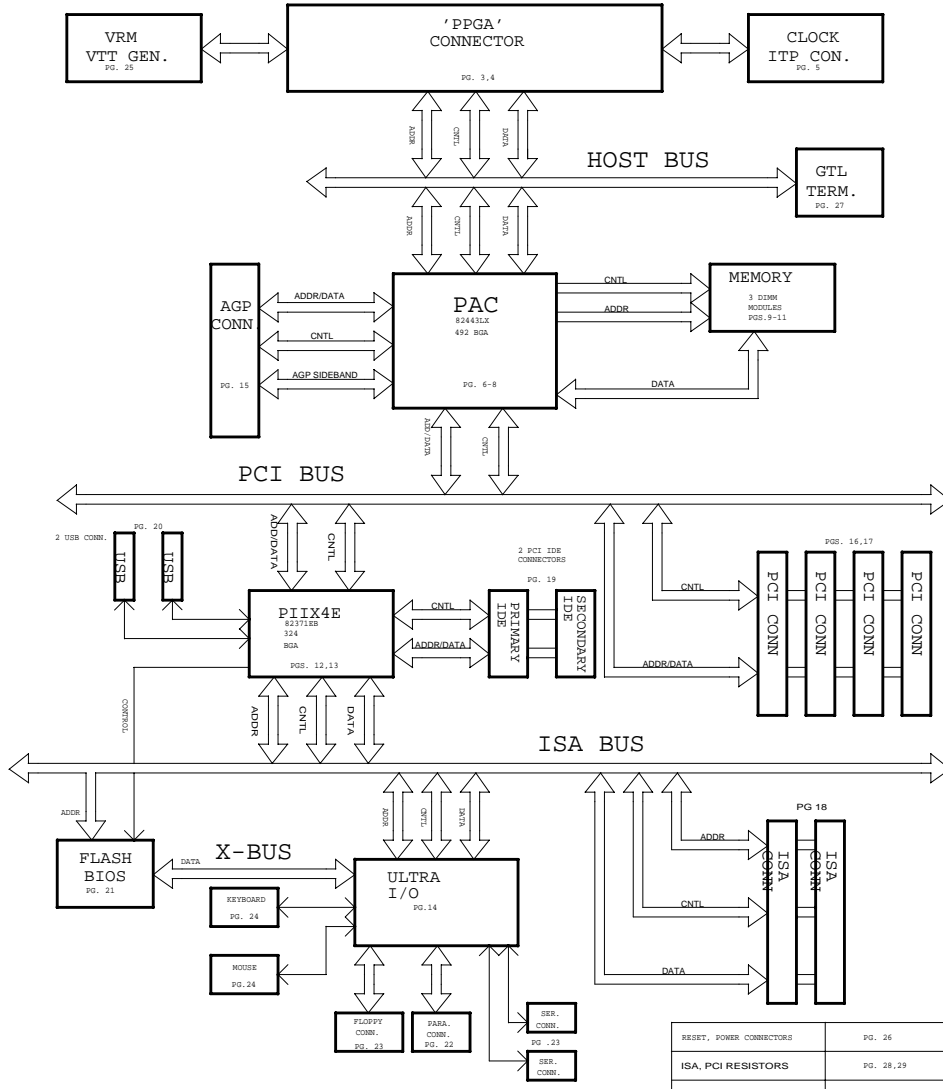 VRM
VTT GEN.
PG. 25
'PPGA'
CONNECTOR
PG. 3,4
CLOCK
ITP CON.
PG. 5
ADDR
CNTL
DATA
HOST BUS
GTL
TERM.
PG. 27
ADDR
CNTL
DATA
AGP
CONN.
PG. 15
ADDR/DATA
CNTL
AGP SIDEBAND
PAC
82443LX
492 BGA
PG. 6-8
CNTL
ADDR
DATA
MEMORY
3 DIMM
MODULES
PGS.9-11
ADD/DATA
CNTL
PCI BUS
2 USB CONN.
PG. 20
USB
USB
ADD/DATA
CNTL
2 PCI IDE
CONNECTORS
PG. 19
PGS. 16,17
PIIX4E
82371EB
324
BGA
PGS. 12,13
CNTL
ADDR/DATA
PRIMARY
IDE
SECONDARY
IDE
CNTL
ADDR/DATA
PCI CONN
PCI CONN
PCI CONN
PCI CONN
CONTROL
ADDR
CNTL
DATA
ISA BUS
ADDR
ADDR
CNTL
DATA
PG 18
FLASH
BIOS
PG. 21
DATA
X-BUS
ULTRA
I/O
PG.14
ADDR
CNTL
DATA
ISA
CONN
ISA
CONN
KEYBOARD
PG. 24
MOUSE
PG.24
FLOPPY
CONN.
PG. 23
PARA.
CONN.
PG. 22
SER.
CONN.
PG .23
SER.
CONN.
RESET, POWER CONNECTORS PG. 26
ISA, PCI RESISTORS PG. 28,29